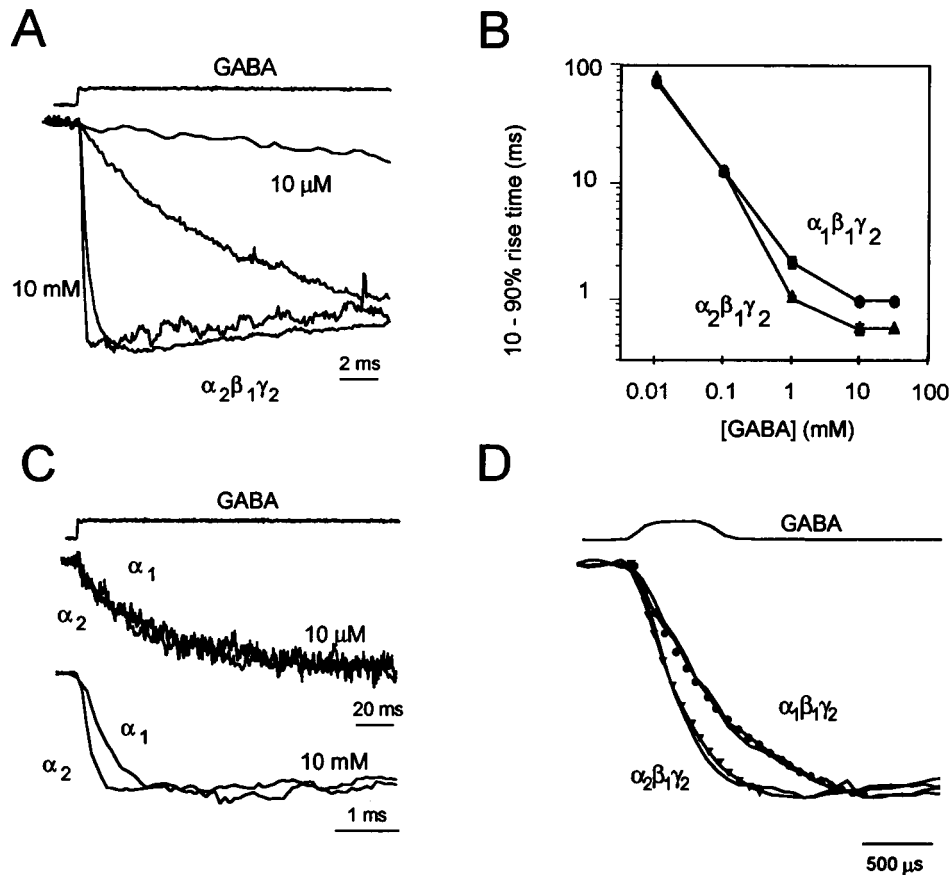 A
GABA
10 μM
10 mM
2 ms
α₂β₁γ₂
B
10 - 90% rise time (ms)
100
10
1
α₁β₁γ₂
α₂β₁γ₂
0.01 0.1 1 10 100
[GABA] (mM)
C
GABA
α₁
α₂
10 μM
20 ms
α₁
α₂
10 mM
1 ms
D
GABA
α₁β₁γ₂
α₂β₁γ₂
500 μs